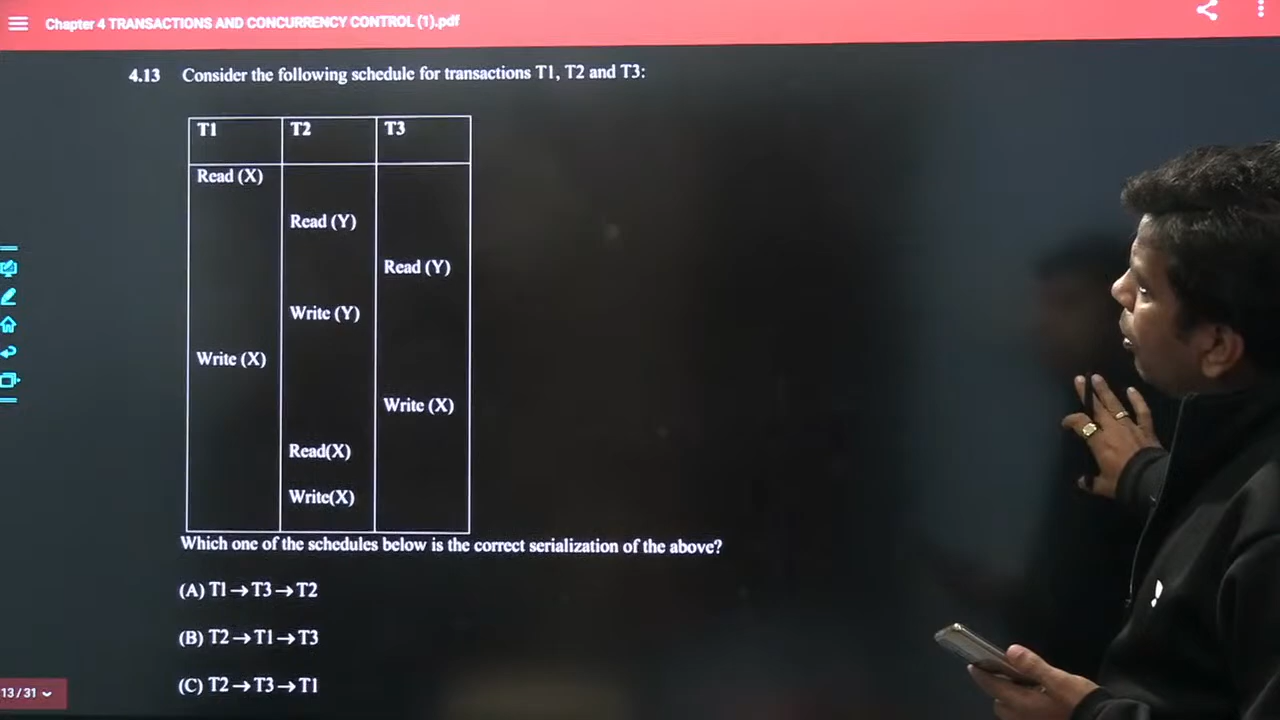 Chapter 4 TRANSACTIONS AND CONCURRENCY CONTROL (1).pdf
4.13 Consider the following schedule for transactions T1, T2 and T3:
T1 T2 T3
Read (X)
Read (Y)
Read (Y)
Write (Y)
Write (X)
Write (X)
Read(X)
Write(X)
Which one of the schedules below is the correct serialization of the above?
(A) T1→T3→T2
(B) T2→T1→T3
(C) T2→T3→T1
13 / 31